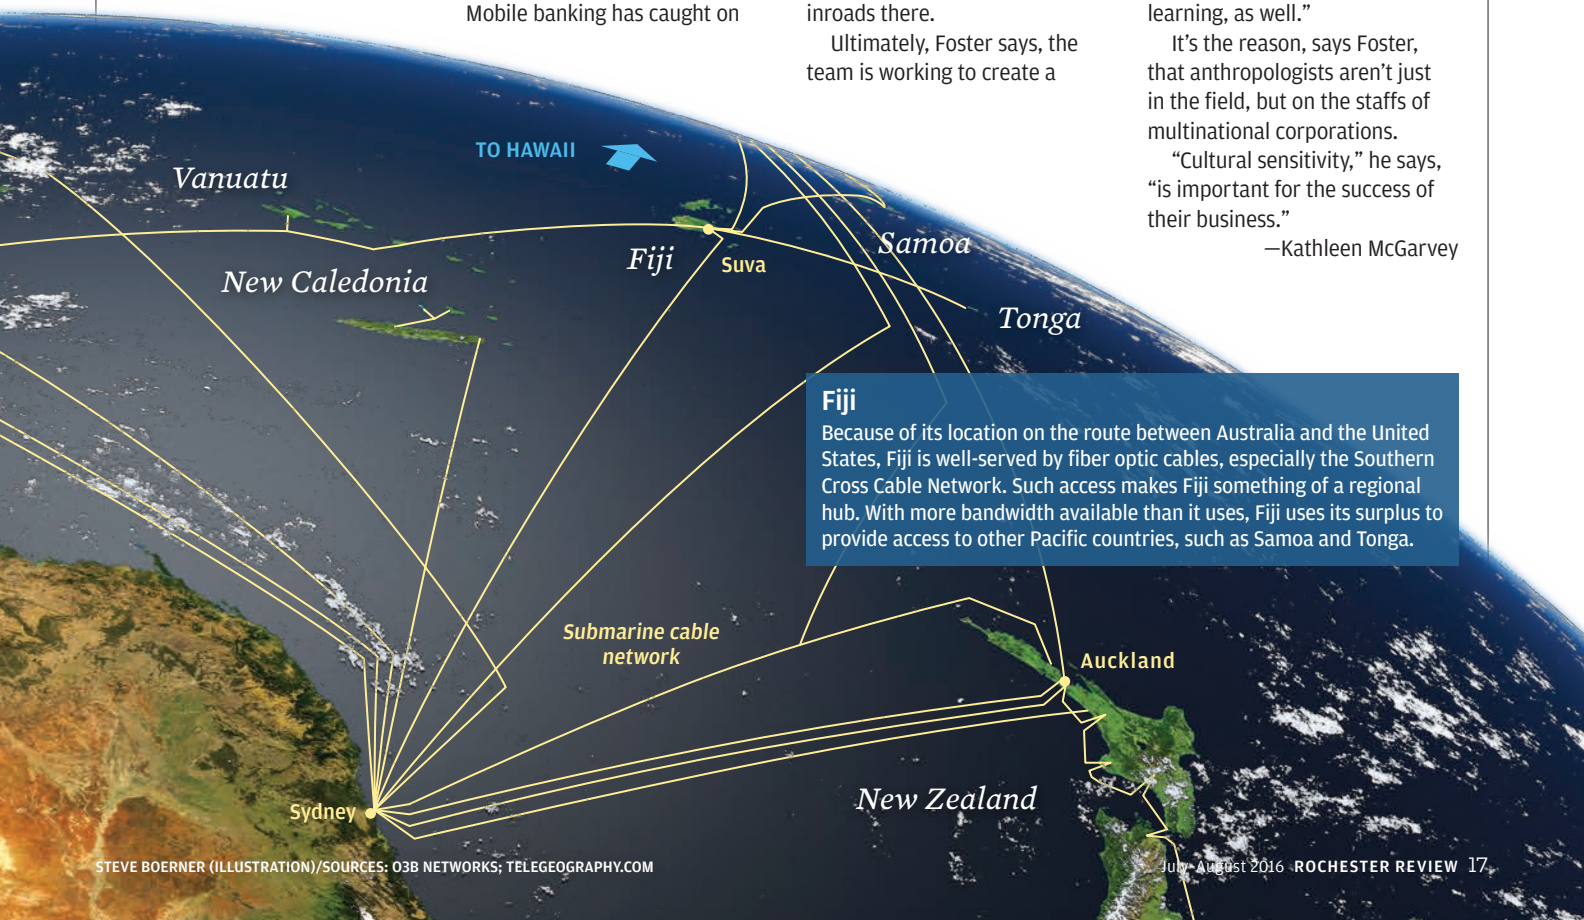 Mobile banking has caught on
inroads there.
Ultimately, Foster says, the
team is working to create a
learning, as well.”
It’s the reason, says Foster,
that anthropologists aren’t just
in the field, but on the staffs of
multinational corporations.
“Cultural sensitivity,” he says,
“is important for the success of
their business.”
—Kathleen McGarvey
TO HAWAII
Vanuatu
New Caledonia
Fiji
Suva
Samoa
Tonga
Fiji
Because of its location on the route between Australia and the United
States, Fiji is well-served by fiber optic cables, especially the Southern
Cross Cable Network. Such access makes Fiji something of a regional
hub. With more bandwidth available than it uses, Fiji uses its surplus to
provide access to other Pacific countries, such as Samoa and Tonga.
Submarine cable
network
Auckland
New Zealand
Sydney
STEVE BOERNER (ILLUSTRATION)/SOURCES: O3B NETWORKS; TELEGEOGRAPHY.COM
July–August 2016 ROCHESTER REVIEW 17